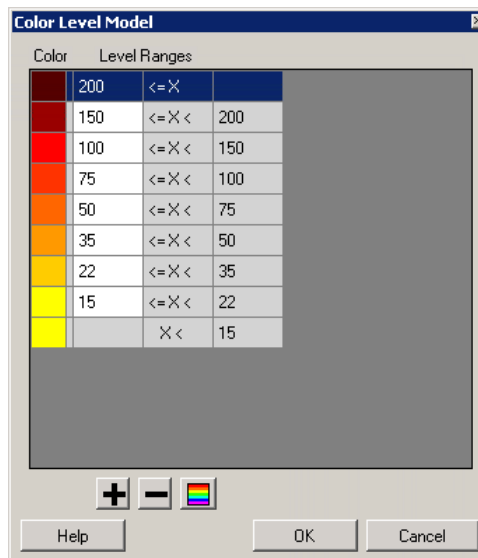 Color Level Model
Color Level Ranges
200 <=X
150 <=X < 200
100 <=X < 150
75 <=X < 100
50 <=X < 75
35 <=X < 50
22 <=X < 35
15 <=X < 22
X < 15
Help OK Cancel